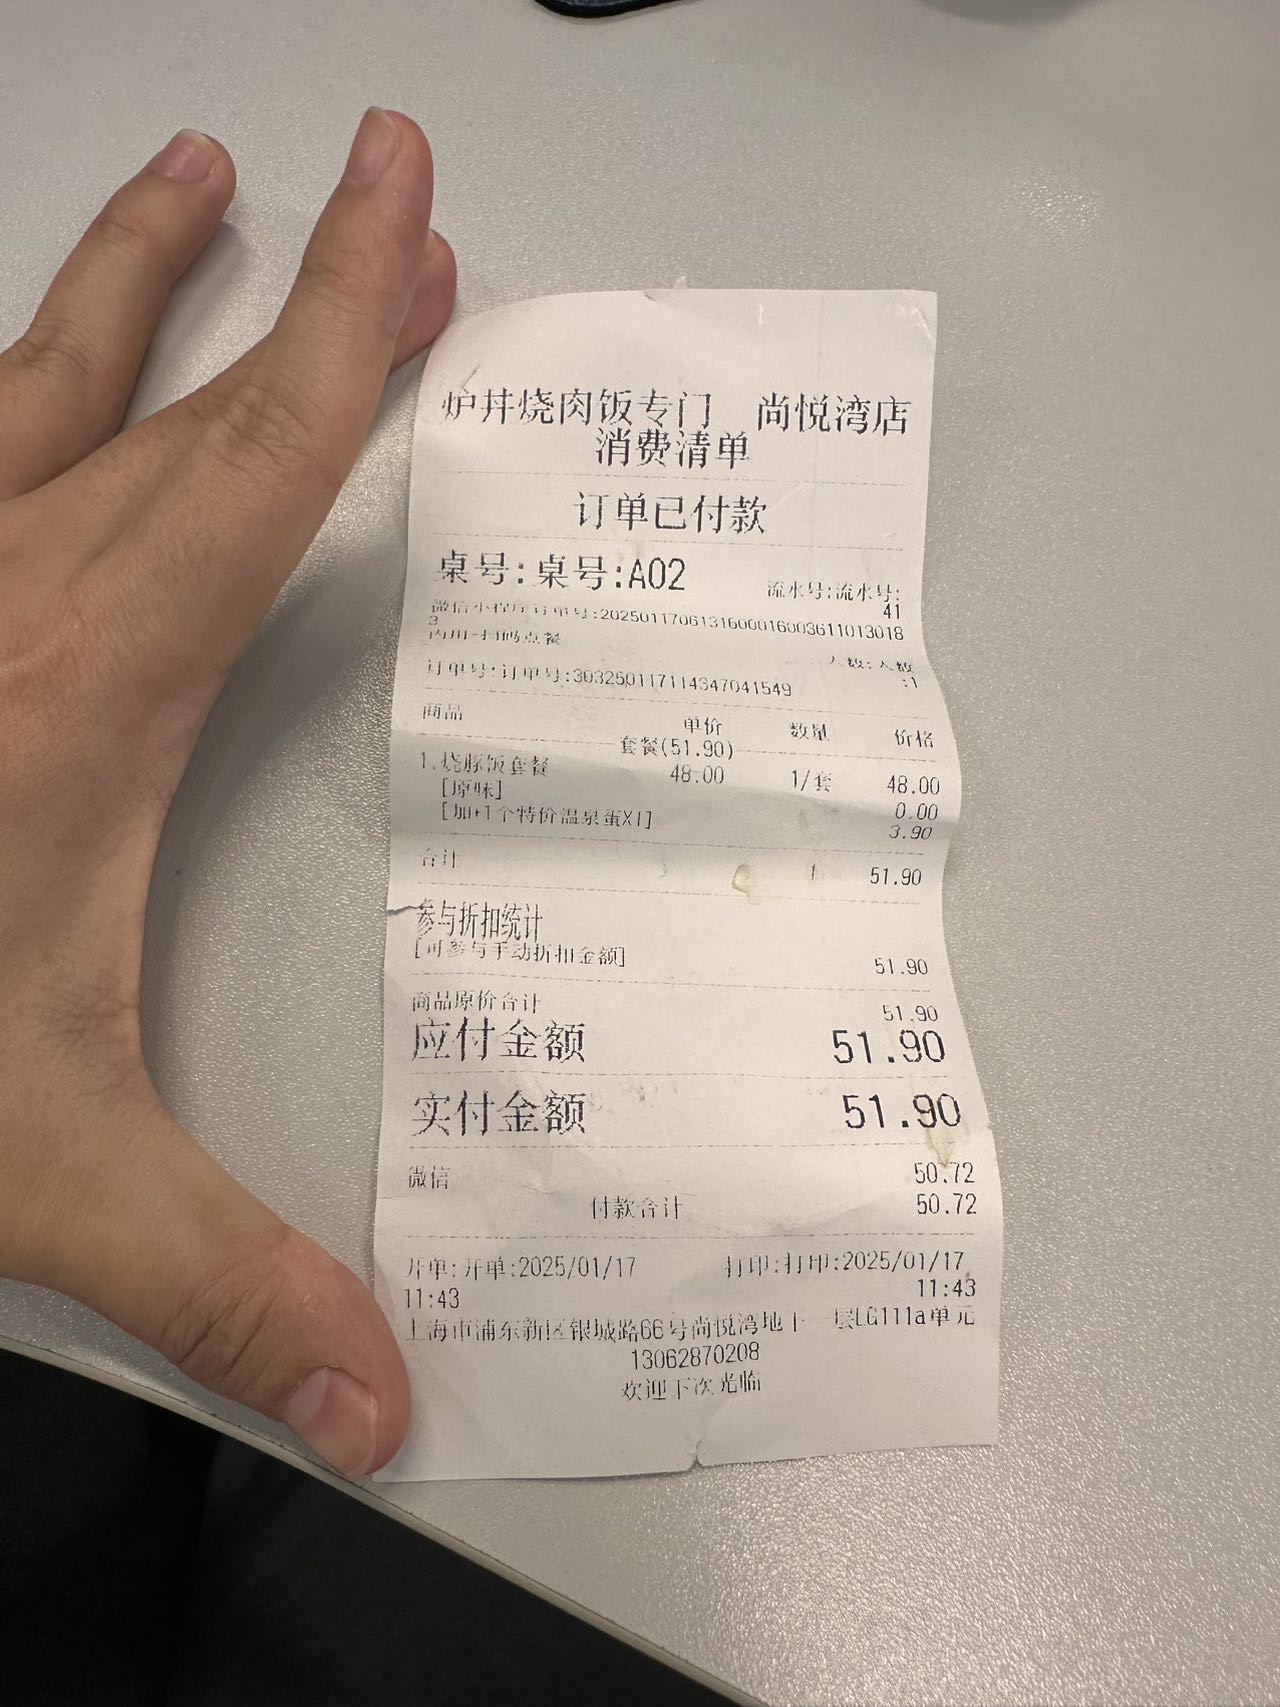 炉丼烧肉饭专门 尚悦湾店
消费清单
订单已付款
桌号:桌号:A02 流水号:流水号:
41
微信小程序订单号:2025011706131600016003611013018
3
内用-扫码点餐 人数:人数
:1
订单号:订单号:303250117114347041549
商品 单价 数量 价格
套餐(51.90)
1.烧豚饭套餐 48.00 1/套 48.00
[原味] 0.00
[加+1个特价温泉蛋X1] 3.90
合计 1 51.90
参与折扣统计
[可参与手动折扣金额] 51.90
商品原价合计 51.90
应付金额 51.90
实付金额 51.90
微信 50.72
付款合计 50.72
开单:开单:2025/01/17 打印:打印:2025/01/17
11:43 11:43
上海市浦东新区银城路66号尚悦湾地下一层LG111a单元
13062870208
欢迎下次光临